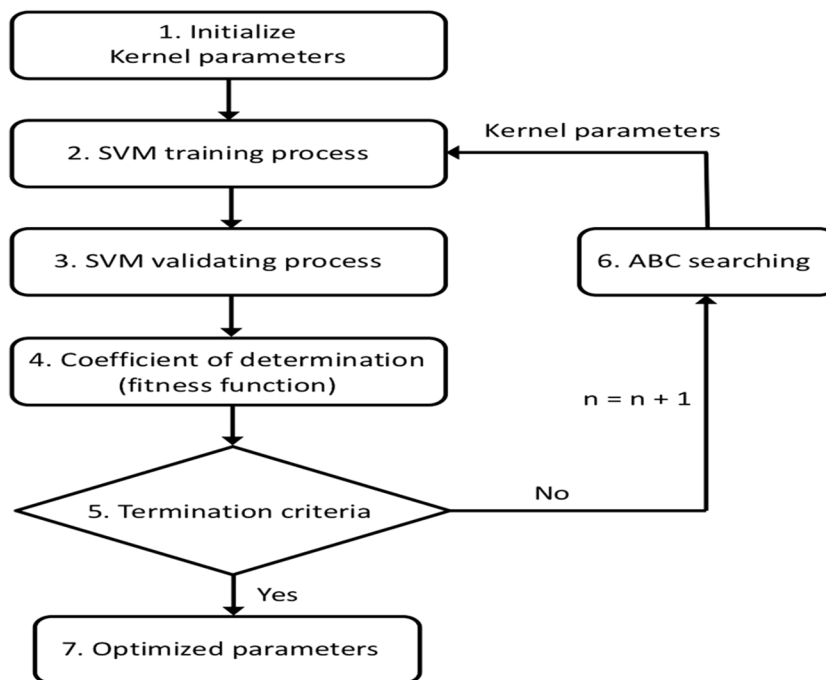 1. Initialize
Kernel parameters
2. SVM training process
Kernel parameters
3. SVM validating process
6. ABC searching
4. Coefficient of determination
(fitness function)
n = n + 1
5. Termination criteria
No
Yes
7. Optimized parameters